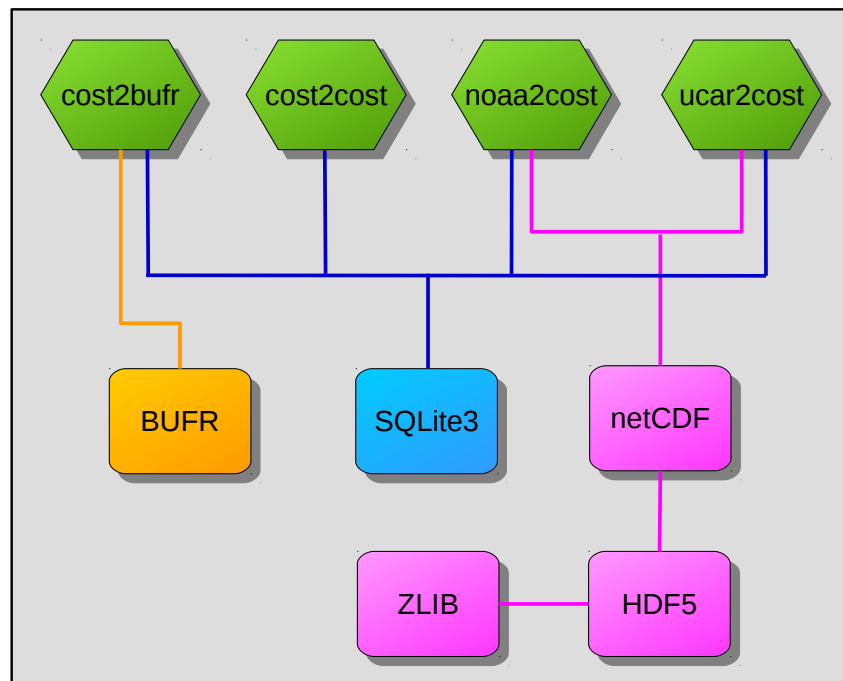 cost2bufr
cost2cost
noaa2cost
ucar2cost
BUFR
SQLite3
netCDF
ZLIB
HDF5